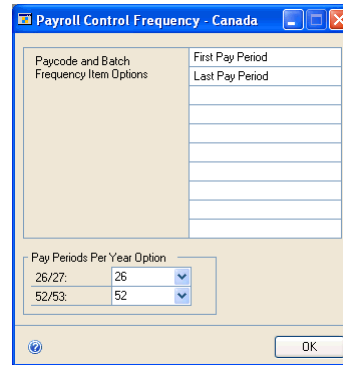 Payroll Control Frequency - Canada
Paycode and Batch
Frequency Item Options
First Pay Period
Last Pay Period
Pay Periods Per Year Option
26/27: 26
52/53: 52
OK